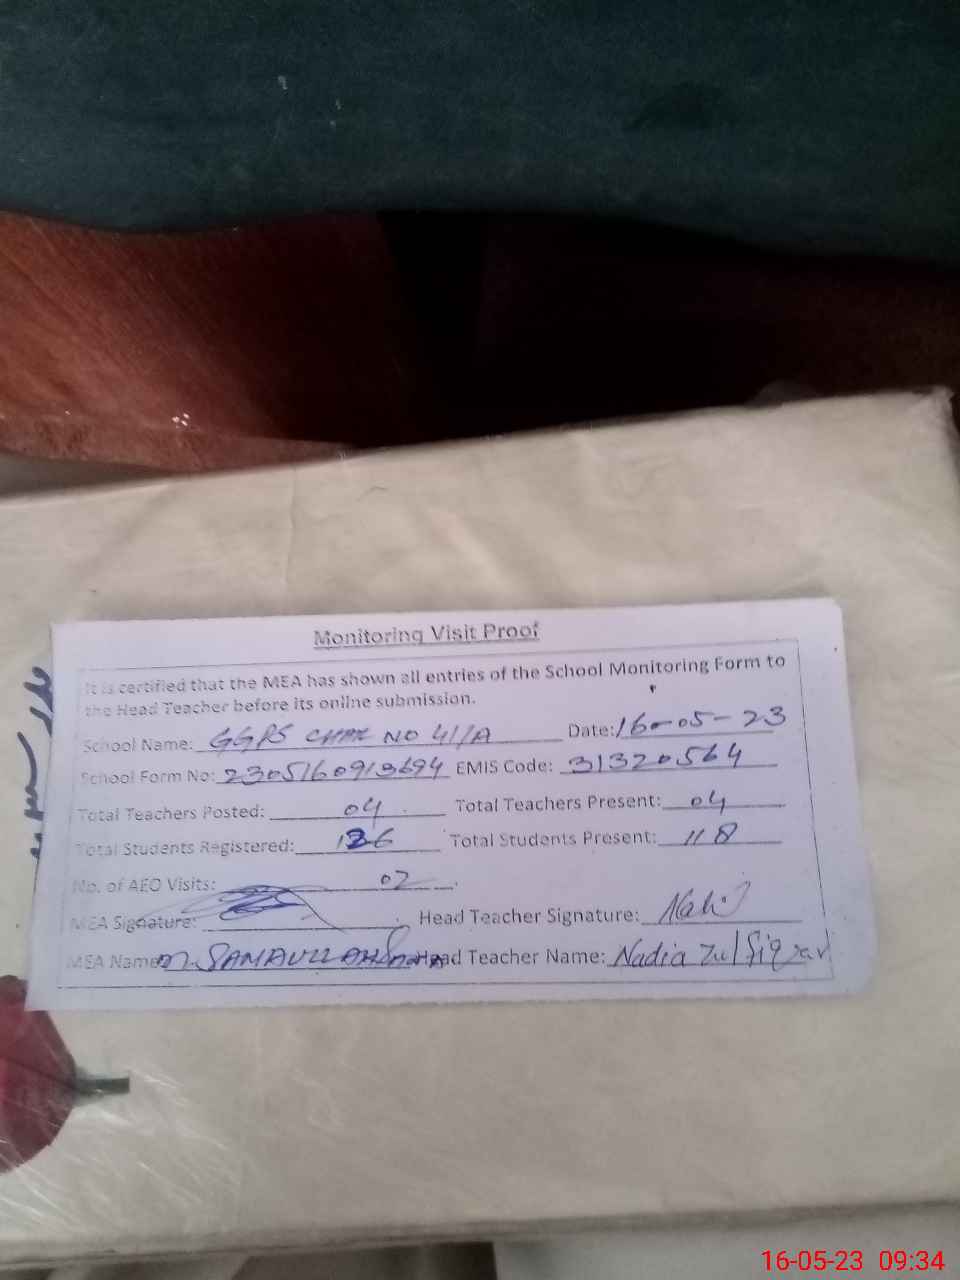 Monitoring Visit Proof
It is certified that the MEA has shown all entries of the School Monitoring Form to
the Head Teacher before its online submission.
School Name: GGPS CHAK NO 41/A Date: 16-05-23
School Form No: 2305160913694 EMIS Code: 31320564
Total Teachers Posted: 04 Total Teachers Present: 04
Total Students Registered: 136 Total Students Present: 118
No. of AEO Visits: 02
MEA Signature: Head Teacher Signature:
MEA Name: M. SANAULLAH Head Teacher Name: Nadia Zulfiqar
16-05-23 09:34